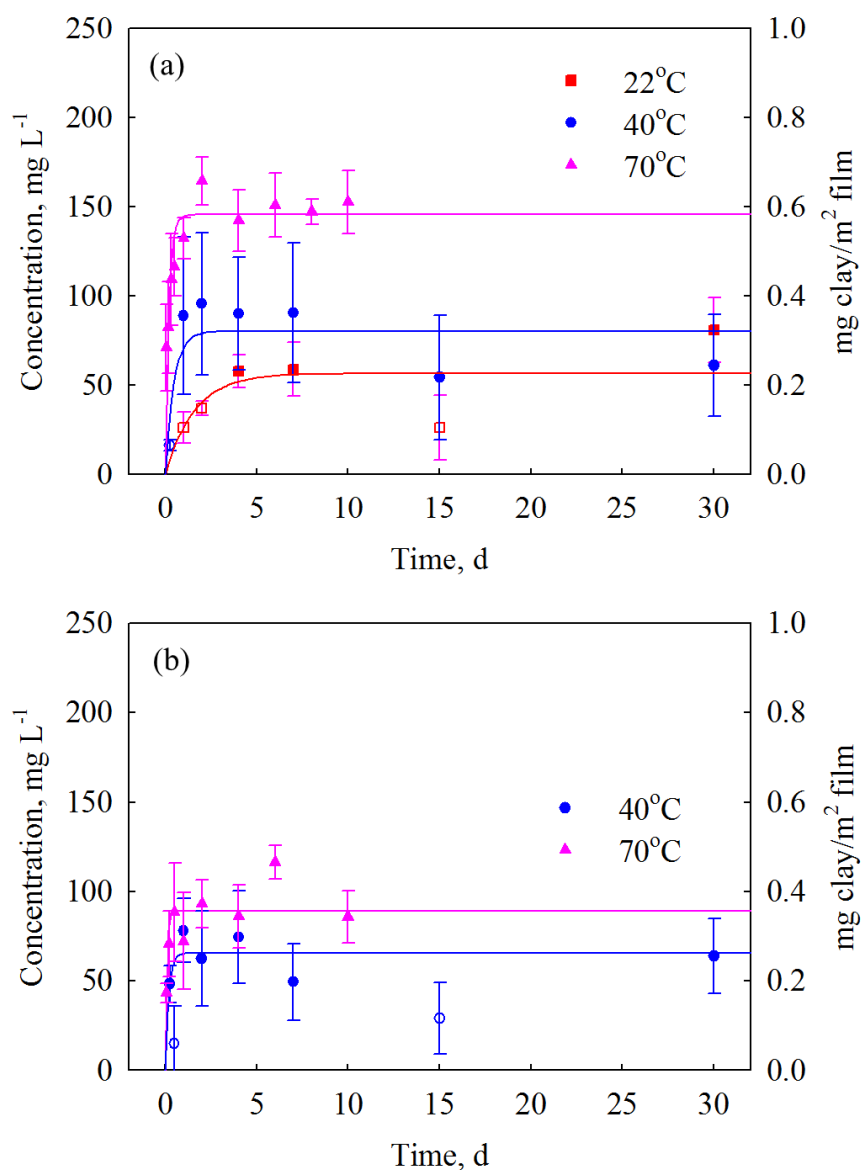 (a)
22°C
40°C
70°C
250
200
150
100
50
0
Concentration, mg L⁻¹
1.0
0.8
0.6
0.4
0.2
0.0
mg clay/m² film
0 5 10 15 20 25 30
Time, d
(b)
40°C
70°C
250
200
150
100
50
0
Concentration, mg L⁻¹
1.0
0.8
0.6
0.4
0.2
0.0
mg clay/m² film
0 5 10 15 20 25 30
Time, d